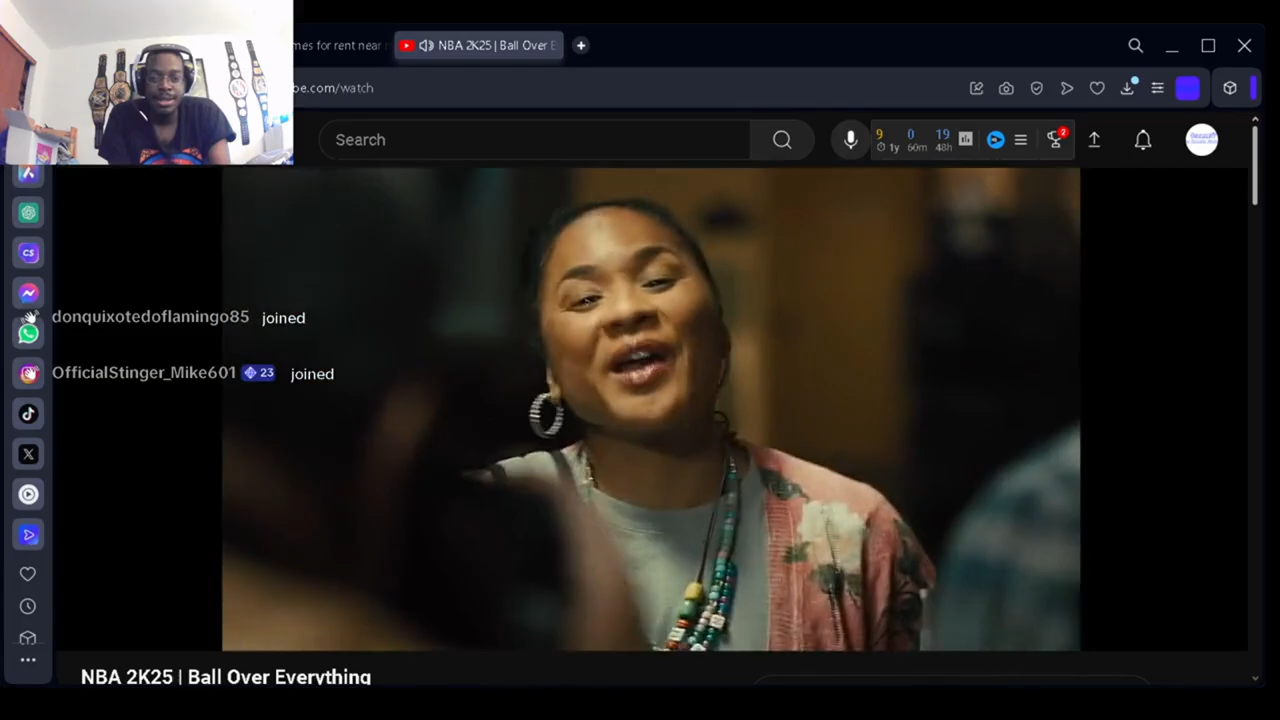 mes for rent near
NBA 2K25 | Ball Over E
be.com/watch
Search
9 0 19
1y 60m 48h
2
CS
donquixotedoflamingo85 joined
OfficialStinger_Mike601 23 joined
NBA 2K25 | Ball Over Everything